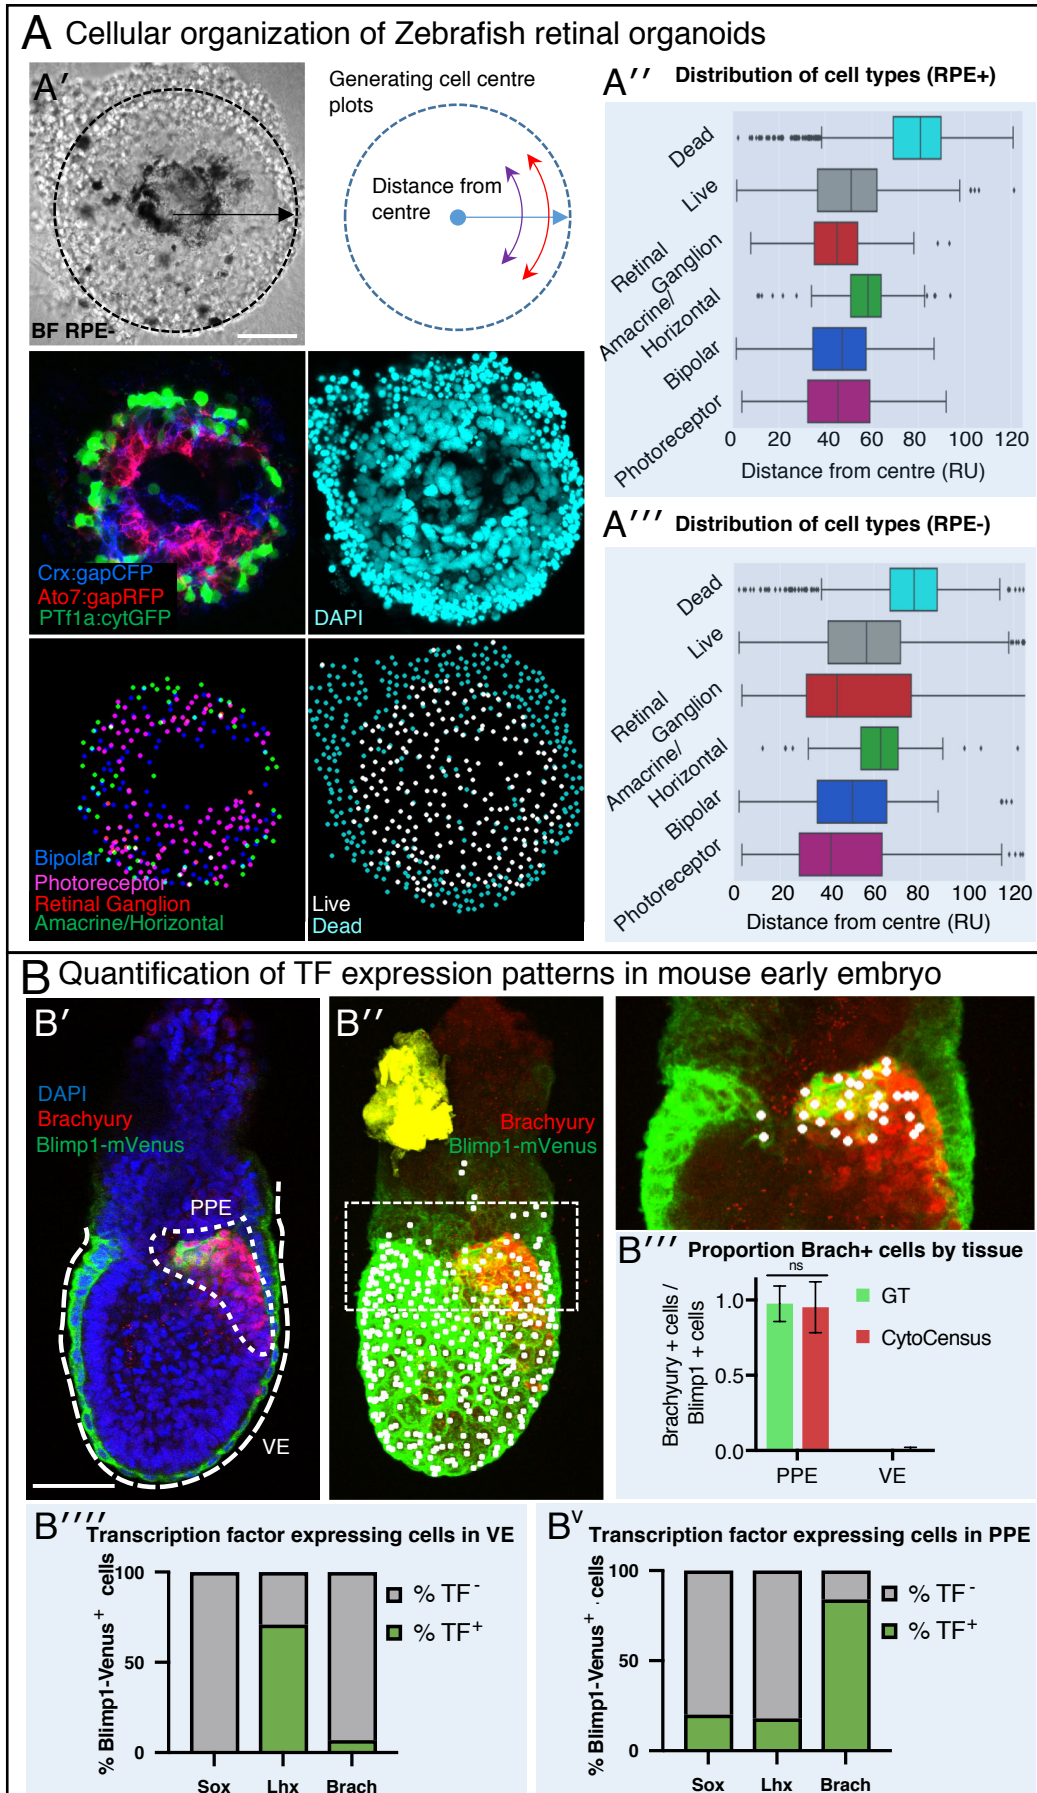 A Cellular organization of Zebrafish retinal organoids
A′
BF RPE-
Generating cell centre
plots
Distance from
centre
A′′ Distribution of cell types (RPE+)
Dead
Live
Retinal
Ganglion
Amacrine/
Horizontal
Bipolar
Photoreceptor
0 20 40 60 80 100 120
Distance from centre (RU)
Crx:gapCFP
Ato7:gapRFP
PTf1a:cytGFP
DAPI
A′′′ Distribution of cell types (RPE-)
Dead
Live
Retinal
Ganglion
Amacrine/
Horizontal
Bipolar
Photoreceptor
0 20 40 60 80 100 120
Distance from centre (RU)
Bipolar
Photoreceptor
Retinal Ganglion
Amacrine/Horizontal
Live
Dead
B Quantification of TF expression patterns in mouse early embryo
B′
DAPI
Brachyury
Blimp1-mVenus
PPE
VE
B′′
Brachyury
Blimp1-mVenus
B′′′ Proportion Brach+ cells by tissue
ns
1.0
0.5
0.0
Brachyury + cells /
Blimp1 + cells
GT
CytoCensus
PPE VE
B′′′′ Transcription factor expressing cells in VE
% Blimp1-Venus+ cells
100
50
0
% TF-
% TF+
Sox Lhx Brach
Bv Transcription factor expressing cells in PPE
% Blimp1-Venus+ . cells
100
50
0
% TF-
% TF+
Sox Lhx Brach